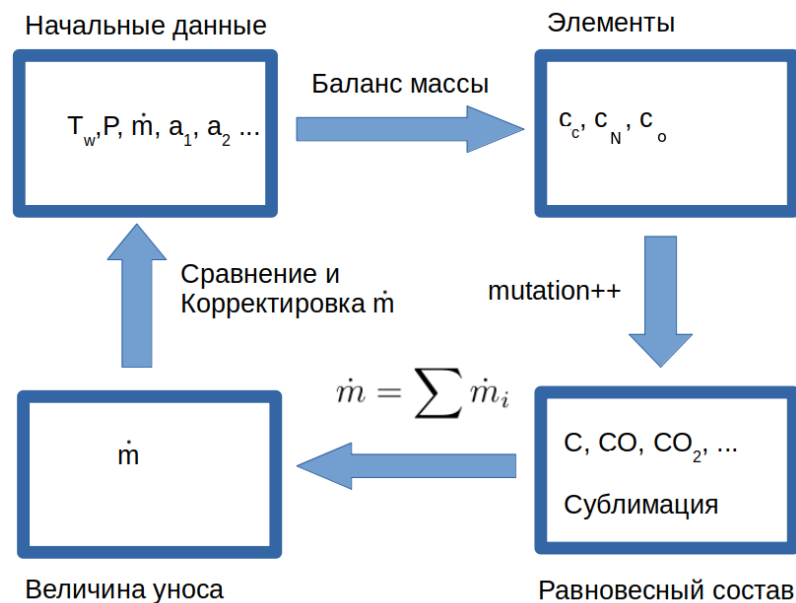 Начальные данные
T_w, P, ṁ, a_1, a_2 ...
Баланс массы
Элементы
c_c, c_N, c_o
mutation++
C, CO, CO_2, ...
Сублимация
Равновесный состав
ṁ = ∑ ṁ_i
ṁ
Величина уноса
Сравнение и
Корректировка ṁ